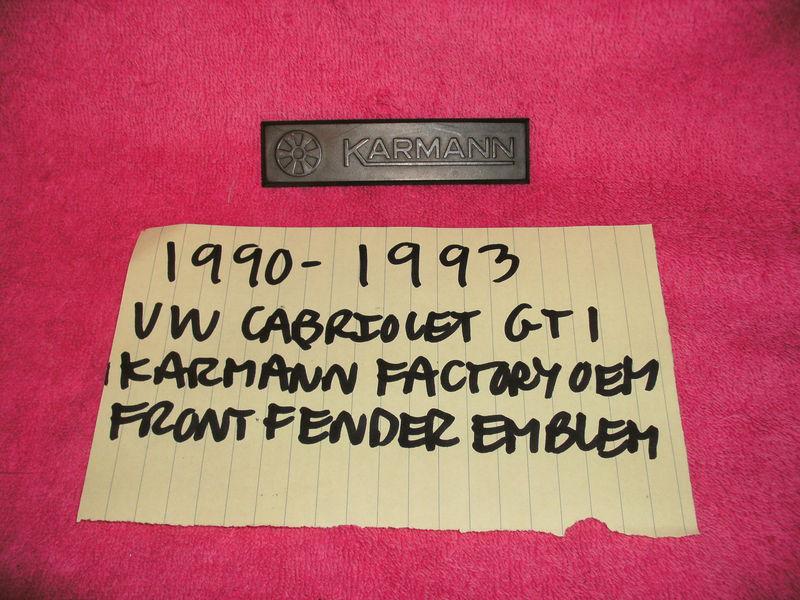 KARMANN
1990-1993
VW CABRIOLET GTI
KARMANN FACTORY OEM
FRONT FENDER EMBLEM